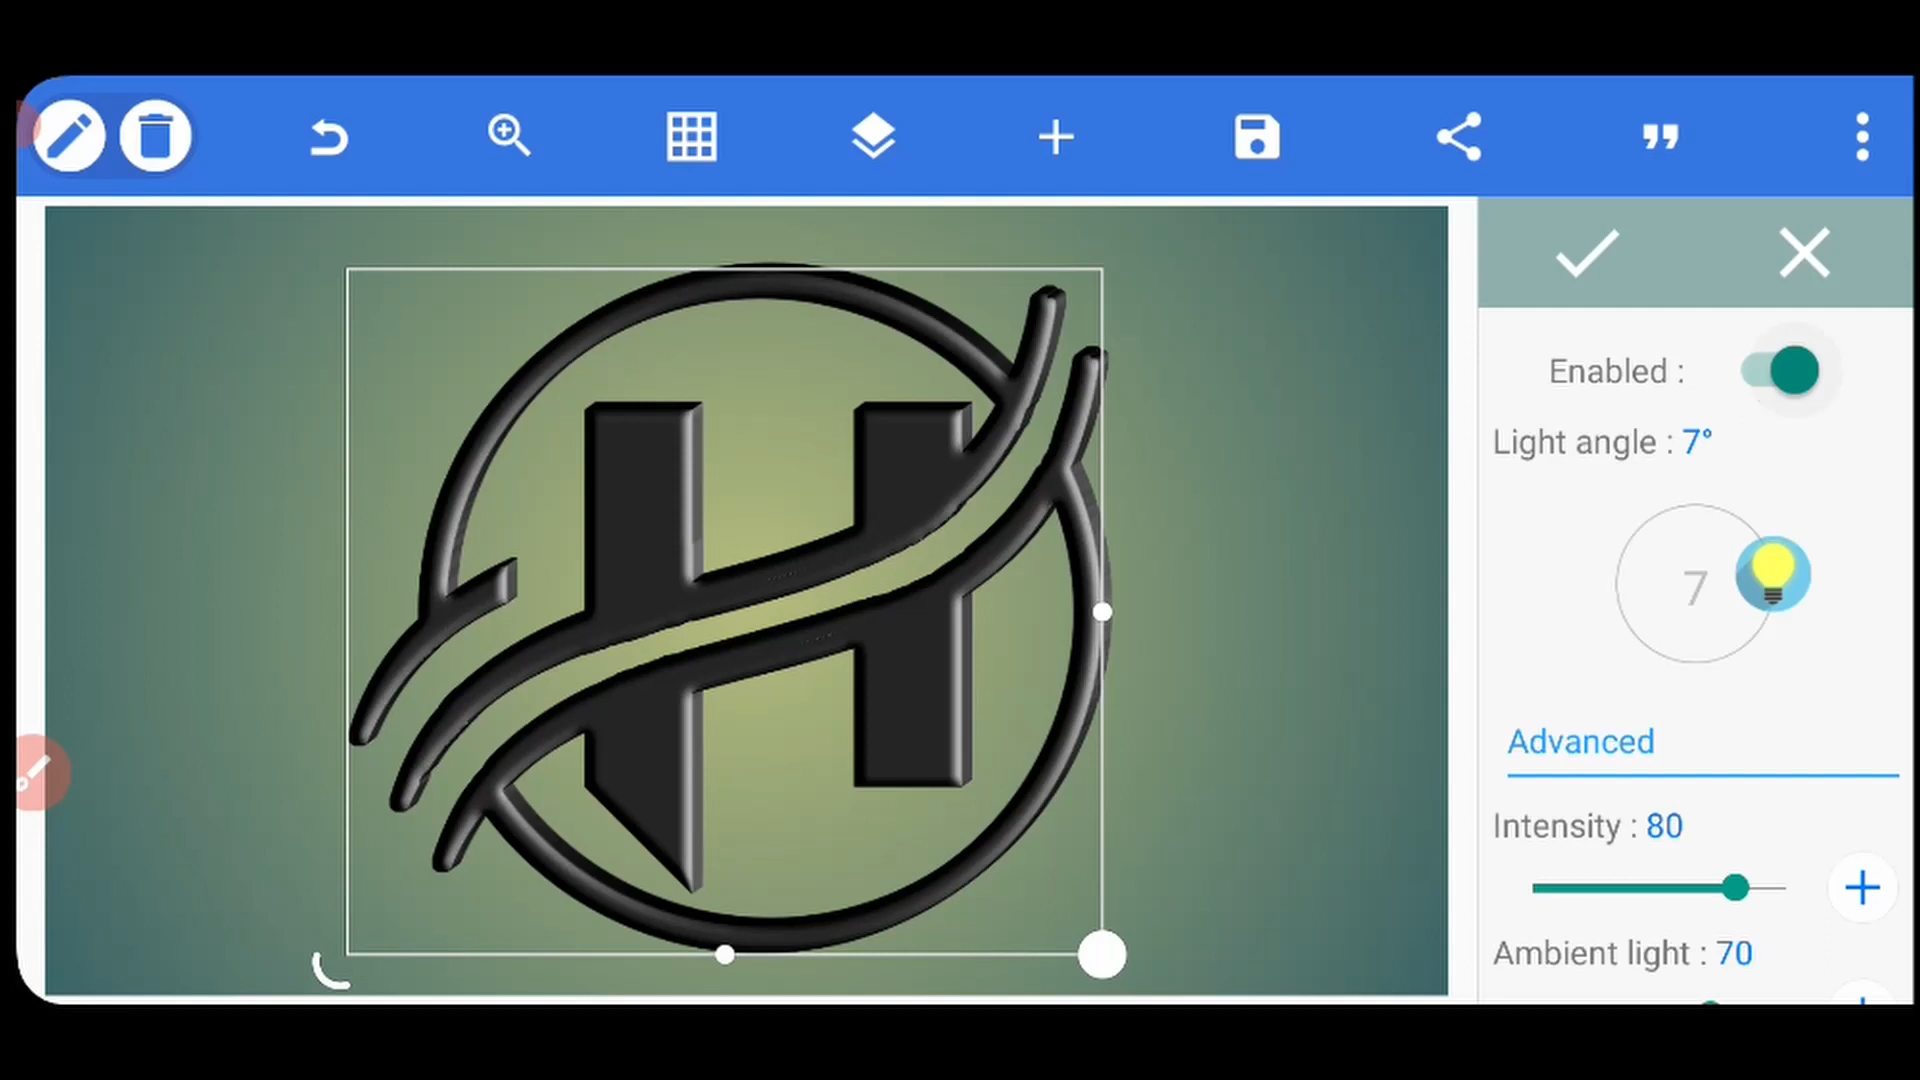 H
Enabled :
Light angle : 7°
7
Advanced
Intensity : 80
Ambient light : 70